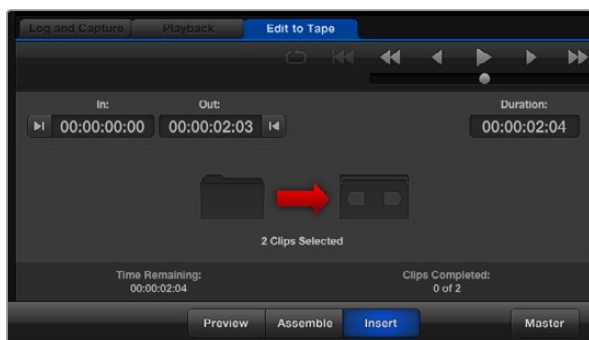 Log and Capture Playback Edit to Tape
In: Out: Duration:
00:00:00:00 00:00:02:03 00:00:02:04
2 Clips Selected
Time Remaining: Clips Completed:
00:00:02:04 0 of 2
Preview Assemble Insert Master